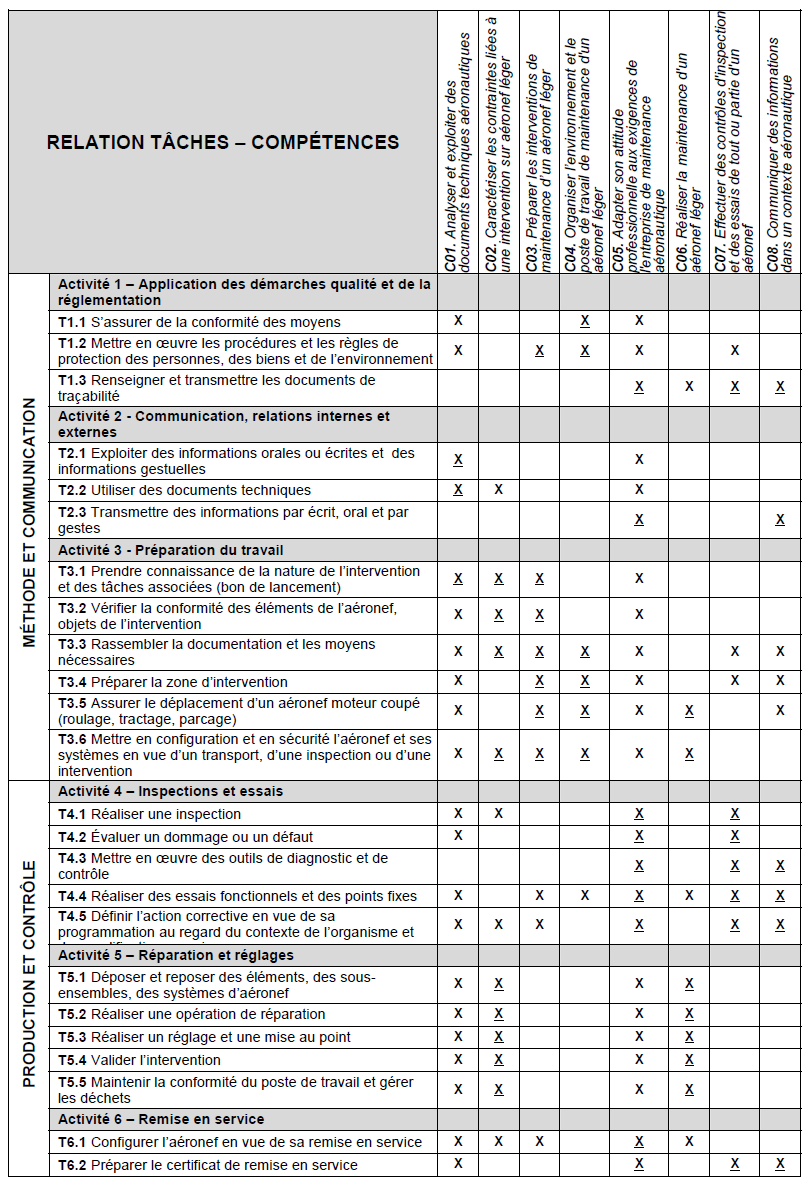 RELATION TÂCHES – COMPÉTENCES
C01. Analyser et exploiter des
documents techniques aéronautiques
C02. Caractériser les contraintes liées à
une intervention sur aéronef léger
C03. Préparer les interventions de
maintenance d'un aéronef léger
C04. Organiser l'environnement et le
poste de travail de maintenance d'un
aéronef léger
C05. Adapter son attitude
professionnelle aux exigences de
l'entreprise de maintenance
aéronautique
C06. Réaliser la maintenance d'un
aéronef léger
C07. Effectuer des contrôles d'inspection
et des essais de tout ou partie d'un
aéronef
C08. Communiquer des informations
dans un contexte aéronautique
MÉTHODE ET COMMUNICATION
Activité 1 – Application des démarches qualité et de la
réglementation
T1.1 S'assurer de la conformité des moyens X X X
T1.2 Mettre en œuvre les procédures et les règles de
protection des personnes, des biens et de l'environnement X X X X X
T1.3 Renseigner et transmettre les documents de
traçabilité X X X X
Activité 2 - Communication, relations internes et
externes
T2.1 Exploiter des informations orales ou écrites et des
informations gestuelles X X
T2.2 Utiliser des documents techniques X X X
T2.3 Transmettre des informations par écrit, oral et par
gestes X X
Activité 3 - Préparation du travail
T3.1 Prendre connaissance de la nature de l'intervention
et des tâches associées (bon de lancement) X X X X
T3.2 Vérifier la conformité des éléments de l'aéronef,
objets de l'intervention X X X X
T3.3 Rassembler la documentation et les moyens
nécessaires X X X X X X X
T3.4 Préparer la zone d'intervention X X X X X X
T3.5 Assurer le déplacement d'un aéronef moteur coupé
(roulage, tractage, parcage) X X X X X X
T3.6 Mettre en configuration et en sécurité l'aéronef et ses
systèmes en vue d'un transport, d'une inspection ou d'une
intervention X X X X X X
PRODUCTION ET CONTRÔLE
Activité 4 – Inspections et essais
T4.1 Réaliser une inspection X X X X
T4.2 Évaluer un dommage ou un défaut X X X
T4.3 Mettre en œuvre des outils de diagnostic et de
contrôle X X X
T4.4 Réaliser des essais fonctionnels et des points fixes X X X X X X X
T4.5 Définir l'action corrective en vue de sa
programmation au regard du contexte de l'organisme et X X X X X X
Activité 5 – Réparation et réglages
T5.1 Déposer et reposer des éléments, des sous-
ensembles, des systèmes d'aéronef X X X X
T5.2 Réaliser une opération de réparation X X X X
T5.3 Réaliser un réglage et une mise au point X X X X
T5.4 Valider l'intervention X X X X
T5.5 Maintenir la conformité du poste de travail et gérer
les déchets X X X X
Activité 6 – Remise en service
T6.1 Configurer l'aéronef en vue de sa remise en service X X X X X
T6.2 Préparer le certificat de remise en service X X X X